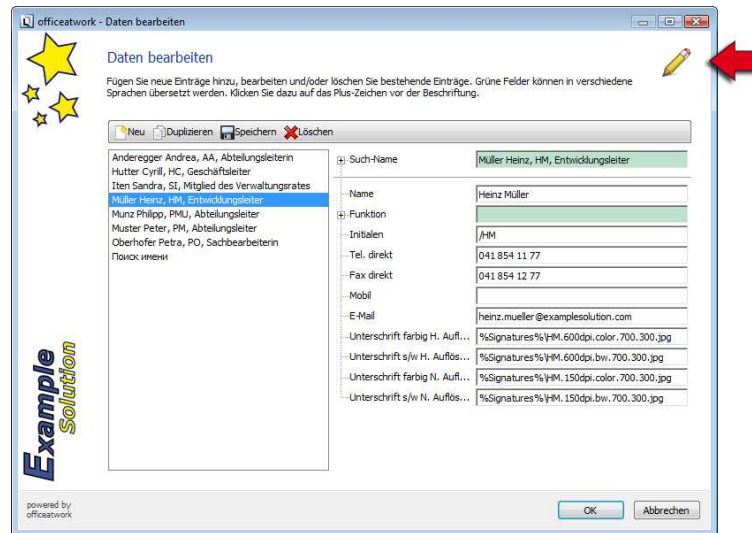 officeatwork - Daten bearbeiten
Daten bearbeiten
Fügen Sie neue Einträge hinzu, bearbeiten und/oder löschen Sie bestehende Einträge. Grüne Felder können in verschiedene
Sprachen übersetzt werden. Klicken Sie dazu auf das Plus-Zeichen vor der Beschriftung.
Neu Duplizieren Speichern Löschen
Anderegger Andrea, AA, Abteilungsleiterin
Hutter Cyrill, HC, Geschäftsleiter
Iten Sandra, SI, Mitglied des Verwaltungsrates
Müller Heinz, HM, Entwicklungsleiter
Munz Philipp, PMU, Abteilungsleiter
Muster Peter, PM, Abteilungsleiter
Oberhofer Petra, PO, Sachbearbeiterin
Поиск имени
Such-Name Müller Heinz, HM, Entwicklungsleiter
Name Heinz Müller
Funktion
Initialen /HM
Tel. direkt 041 854 11 77
Fax direkt 041 854 12 77
Mobil
E-Mail heinz.mueller@examplesolution.com
Unterschrift farbig H. Aufl... %Signatures%\HM.600dpi.color.700.300.jpg
Unterschrift s/w H. Auflös... %Signatures%\HM.600dpi.bw.700.300.jpg
Unterschrift farbig N. Aufl... %Signatures%\HM.150dpi.color.700.300.jpg
Unterschrift s/w N. Auflös... %Signatures%\HM.150dpi.bw.700.300.jpg
Example
Solution
powered by
officeatwork
OK Abbrechen